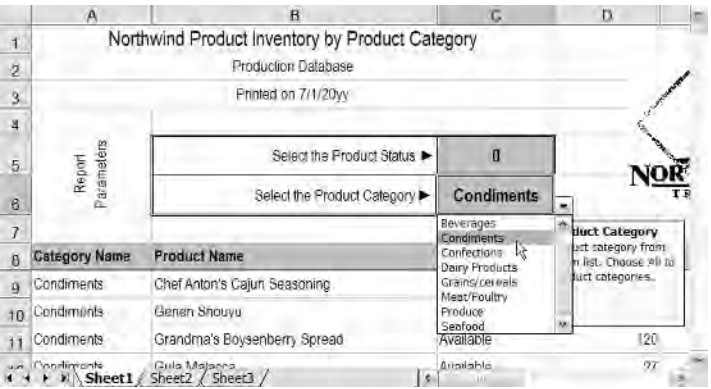 A B C D
1 Northwind Product Inventory by Product Category
2 Production Database
3 Printed on 7/1/20yy
4
Report Parameters
5 Select the Product Status ► 0
NOR
6 Select the Product Category ► Condiments
T R
7 Beverages
duct Category
Condiments
uct category from
8 Category Name Product Name
Confections
list. Choose All to
Dairy Products
duct categories.
9 Condiments Chef Anton's Cajun Seasoning
Grains/cereals
Meat/Poultry
10 Condiments Genen Shouyu
Produce
Seafood
11 Condiments Grandma's Boysenberry Spread Available 120
Condiments Gula Malacca Available 27
Sheet1 Sheet2 Sheet3